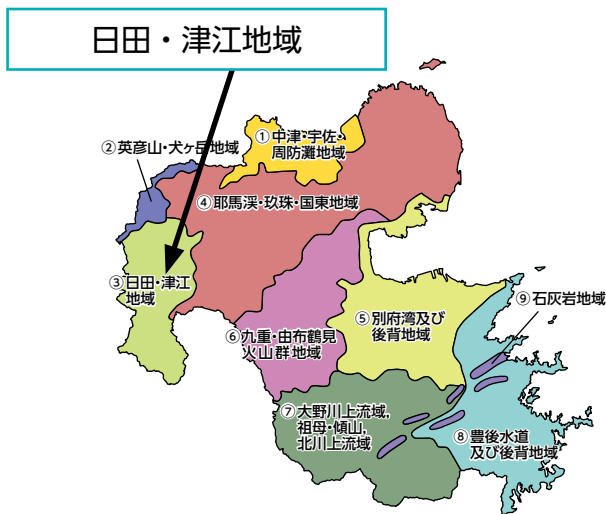 日田・津江地域
①中津・宇佐・
周防灘地域
②英彦山・犬ヶ岳地域
④耶馬渓・玖珠・国東地域
③日田・津江
地域
⑨石灰岩地域
⑤別府湾及び
後背地域
⑥九重・由布鶴見
火山群地域
⑦大野川上流域，
祖母・傾山，
北川上流域
⑧豊後水道
及び後背地域